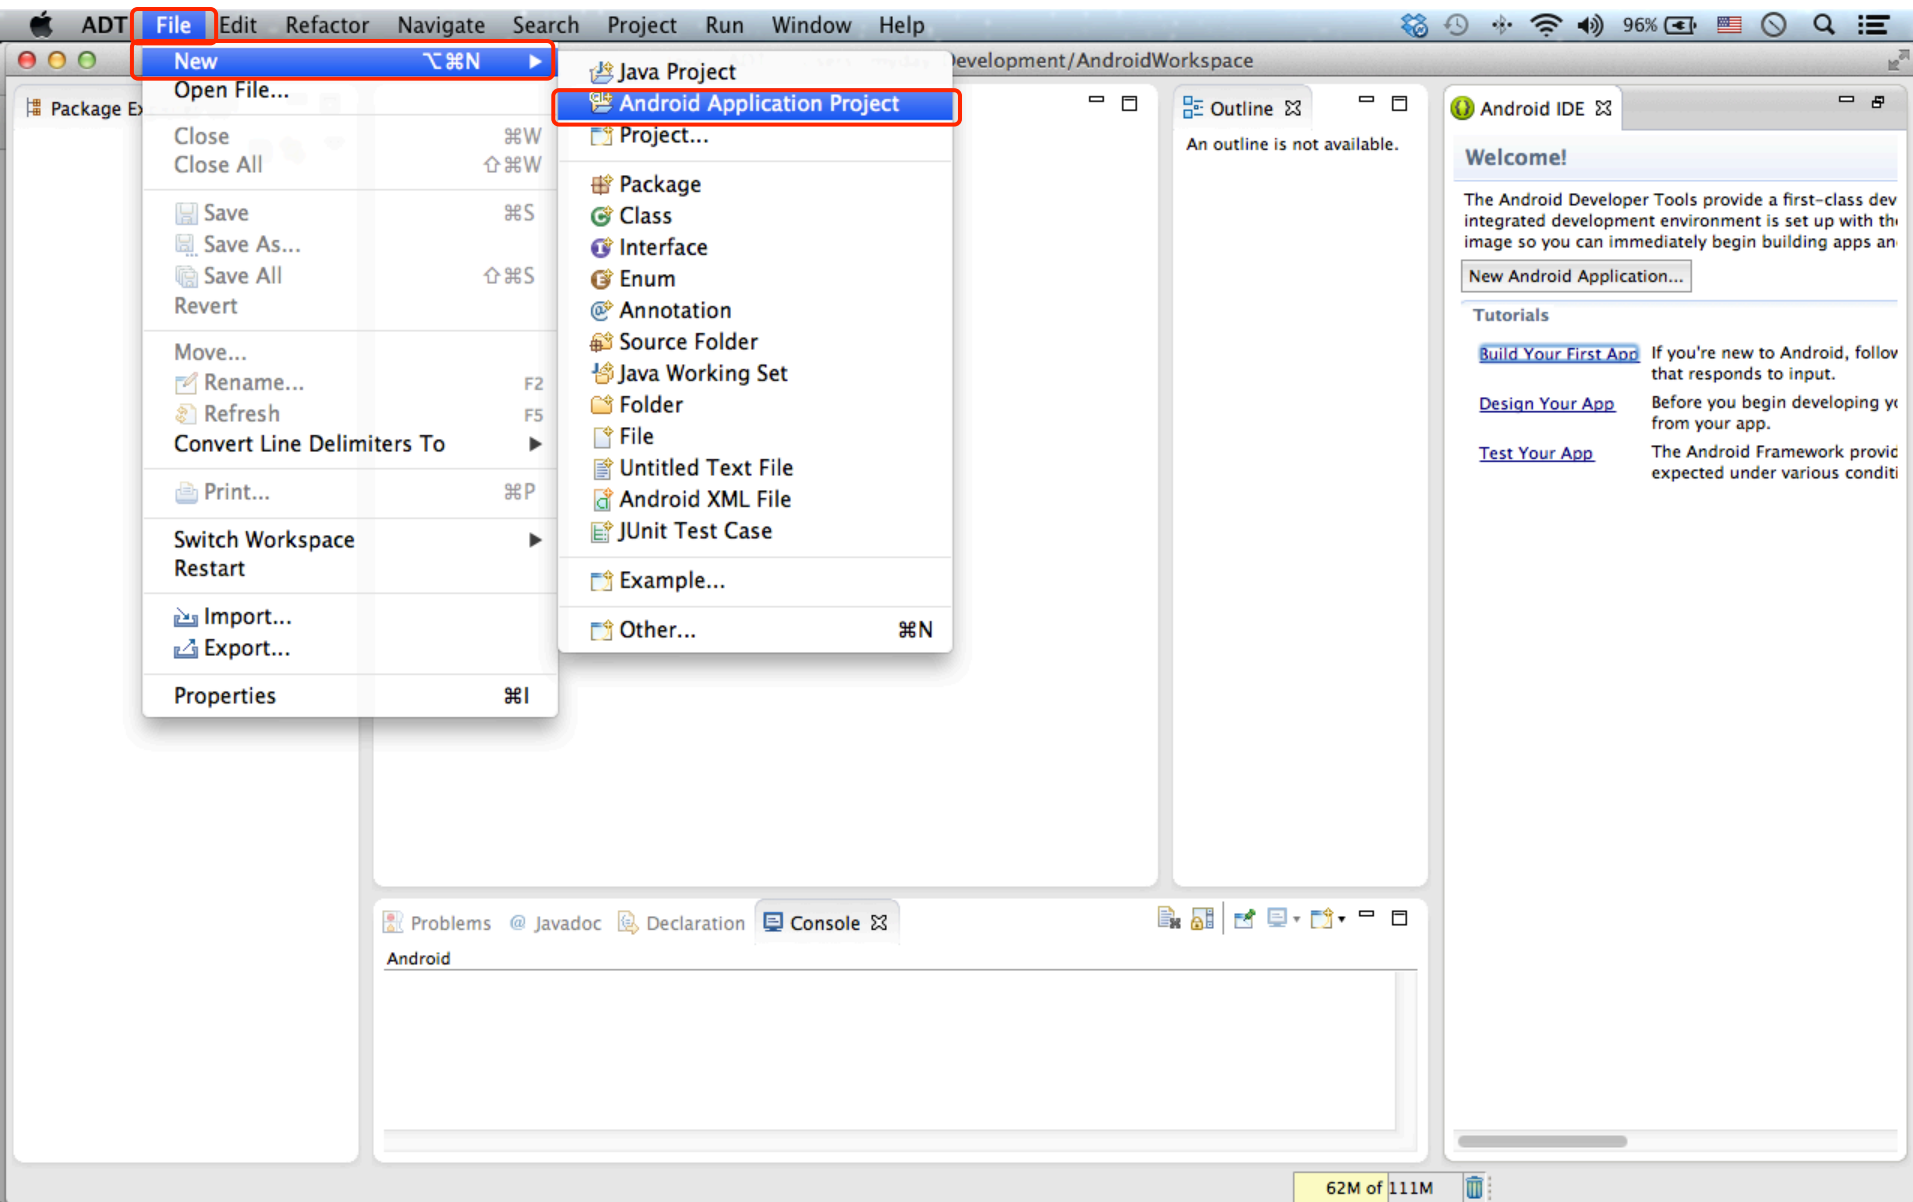 ADT File Edit Refactor Navigate Search Project Run Window Help 96%
evelopment/AndroidWorkspace
New ⌥⌘N ▶
Open File...
Close ⌘W
Close All ⇧⌘W
Save ⌘S
Save As...
Save All ⇧⌘S
Revert
Move...
Rename... F2
Refresh F5
Convert Line Delimiters To ▶
Print... ⌘P
Switch Workspace ▶
Restart
Import...
Export...
Properties ⌘I
Java Project
Android Application Project
Project...
Package
Class
Interface
Enum
Annotation
Source Folder
Java Working Set
Folder
File
Untitled Text File
Android XML File
JUnit Test Case
Example...
Other... ⌘N
Package Ex
Outline
An outline is not available.
Android IDE
Welcome!
The Android Developer Tools provide a first-class dev
integrated development environment is set up with the
image so you can immediately begin building apps an
New Android Application...
Tutorials
Build Your First App If you're new to Android, follow
that responds to input.
Design Your App Before you begin developing yo
from your app.
Test Your App The Android Framework provid
expected under various conditi
Problems @ Javadoc Declaration Console
Android
62M of 111M